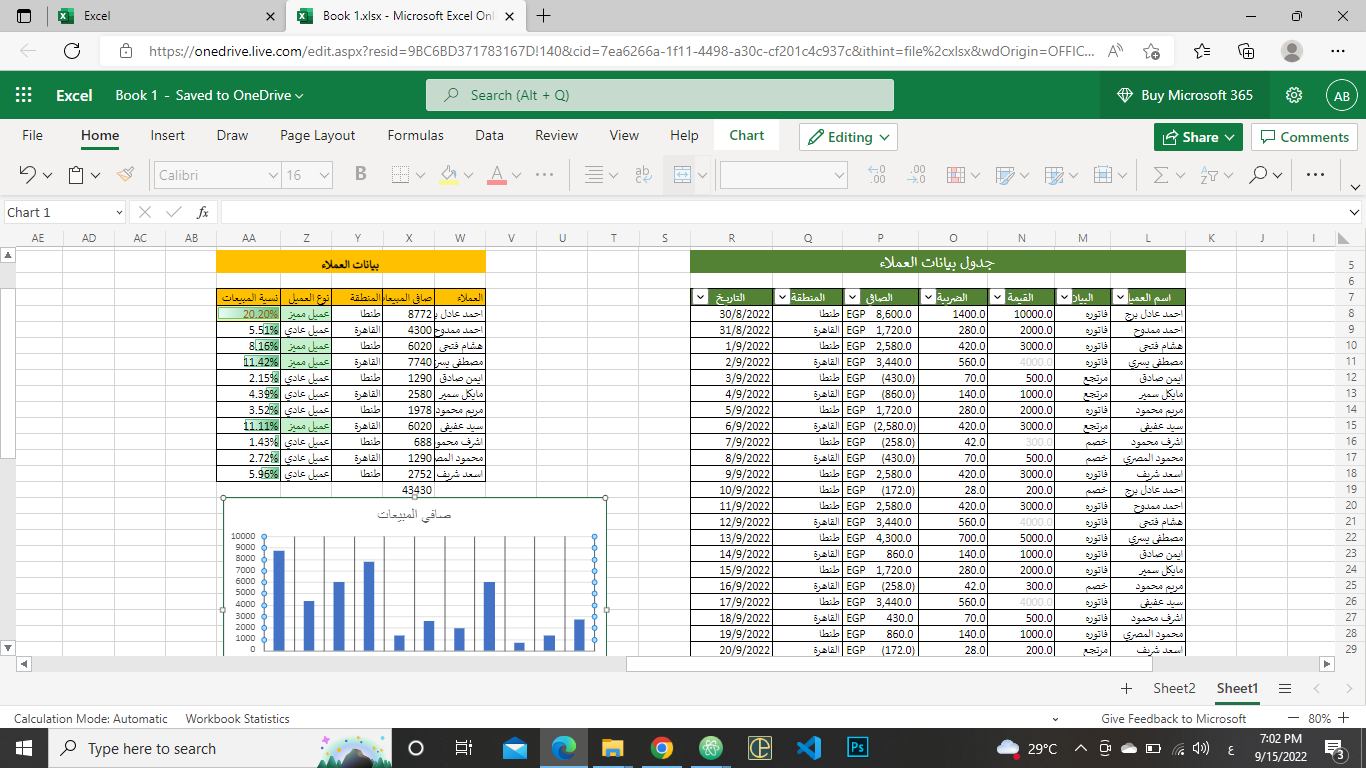 Excel
Book 1.xlsx - Microsoft Excel Onl
https://onedrive.live.com/edit.aspx?resid=9BC6BD371783167D!140&cid=7ea6266a-1f11-4498-a30c-cf201c4c937c&ithint=file%2cxlsx&wdOrigin=OFFIC...
Excel Book 1 - Saved to OneDrive Search (Alt + Q) Buy Microsoft 365 AB
File Home Insert Draw Page Layout Formulas Data Review View Help Chart Editing Share Comments
Calibri 16 B A ab .00 .00
Chart 1 fx
AE AD AC AB AA Z Y X W V U T S R Q P O N M L K J I
بيانات العملاء
جدول بيانات العملاء 5
6
العملاء صافي المبيعات المنطقة نوع العميل نسبة المبيعات
اسم العميل البيان القيمة الضريبة الصافي المنطقة التاريخ 7
احمد عادل 8772 طنطا عميل مميز 20.20%
احمد عادل برج فاتوره 10000.0 1400.0 EGP 8,600.0 طنطا 30/8/2022 8
احمد ممدوح 4300 القاهرة عميل عادي 5.51%
احمد ممدوح فاتوره 2000.0 280.0 EGP 1,720.0 القاهرة 31/8/2022 9
هشام فتحى 6020 طنطا عميل مميز 8.16%
هشام فتحى فاتوره 3000.0 420.0 EGP 2,580.0 طنطا 1/9/2022 10
مصطفى يسري 7740 القاهرة عميل مميز 11.42%
مصطفى يسري فاتوره 4000.0 560.0 EGP 3,440.0 القاهرة 2/9/2022 11
ايمن صادق 1290 طنطا عميل عادي 2.15%
ايمن صادق مرتجع 500.0 70.0 EGP (430.0) طنطا 3/9/2022 12
مايكل سمير 2580 القاهرة عميل عادي 4.39%
مايكل سمير مرتجع 1000.0 140.0 EGP (860.0) القاهرة 4/9/2022 13
مريم محمود 1978 طنطا عميل عادي 3.52%
مريم محمود فاتوره 2000.0 280.0 EGP 1,720.0 طنطا 5/9/2022 14
سيد عفيفى 6020 القاهرة عميل مميز 11.11%
سيد عفيفى مرتجع 3000.0 420.0 EGP (2,580.0) القاهرة 6/9/2022 15
اشرف محمود 688 طنطا عميل عادي 1.43%
اشرف محمود خصم 300.0 42.0 EGP (258.0) طنطا 7/9/2022 16
محمود المصر 1290 القاهرة عميل عادي 2.72%
محمود المصري خصم 500.0 70.0 EGP (430.0) القاهرة 8/9/2022 17
اسعد شريف 2752 طنطا عميل عادي 5.96%
اسعد شريف فاتوره 3000.0 420.0 EGP 2,580.0 طنطا 9/9/2022 18
43430
احمد عادل برج خصم 200.0 28.0 EGP (172.0) طنطا 10/9/2022 19
احمد ممدوح فاتوره 3000.0 420.0 EGP 2,580.0 طنطا 11/9/2022 20
هشام فتحى فاتوره 4000.0 560.0 EGP 3,440.0 القاهرة 12/9/2022 21
مصطفى يسري فاتوره 5000.0 700.0 EGP 4,300.0 طنطا 13/9/2022 22
ايمن صادق فاتوره 1000.0 140.0 EGP 860.0 القاهرة 14/9/2022 23
مايكل سمير فاتوره 2000.0 280.0 EGP 1,720.0 طنطا 15/9/2022 24
مريم محمود خصم 300.0 42.0 EGP (258.0) القاهرة 16/9/2022 25
سيد عفيفى فاتوره 4000.0 560.0 EGP 3,440.0 طنطا 17/9/2022 26
اشرف محمود فاتوره 500.0 70.0 EGP 430.0 القاهرة 18/9/2022 27
محمود المصري فاتوره 1000.0 140.0 EGP 860.0 طنطا 19/9/2022 28
اسعد شريف مرتجع 200.0 28.0 EGP (172.0) القاهرة 20/9/2022 29
صافي المبيعات
10000
9000
8000
7000
6000
5000
4000
3000
2000
1000
0
Sheet2 Sheet1
Calculation Mode: Automatic Workbook Statistics Give Feedback to Microsoft 80%
Type here to search Ps 29°C ع 7:02 PM
9/15/2022 3